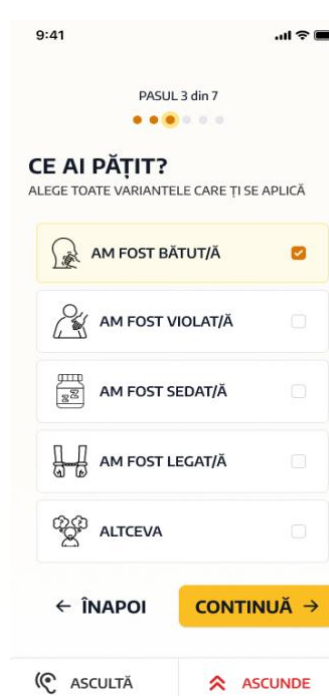 9:41
PASUL 3 din 7
CE AI PĂȚIT?
ALEGE TOATE VARIANTELE CARE ȚI SE APLICĂ
AM FOST BĂTUT/Ă
AM FOST VIOLAT/Ă
AM FOST SEDAT/Ă
AM FOST LEGAT/Ă
ALTCEVA
← ÎNAPOI CONTINUĂ →
ASCULTĂ ASCUNDE